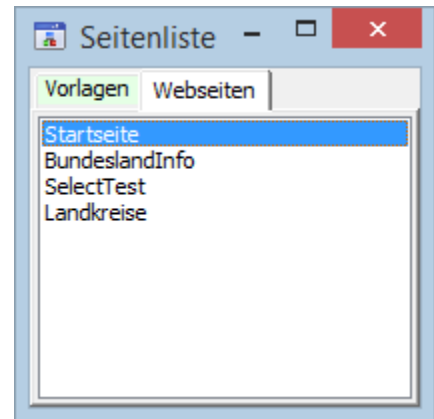 Seitenliste
Vorlagen Webseiten
Startseite
BundeslandInfo
SelectTest
Landkreise